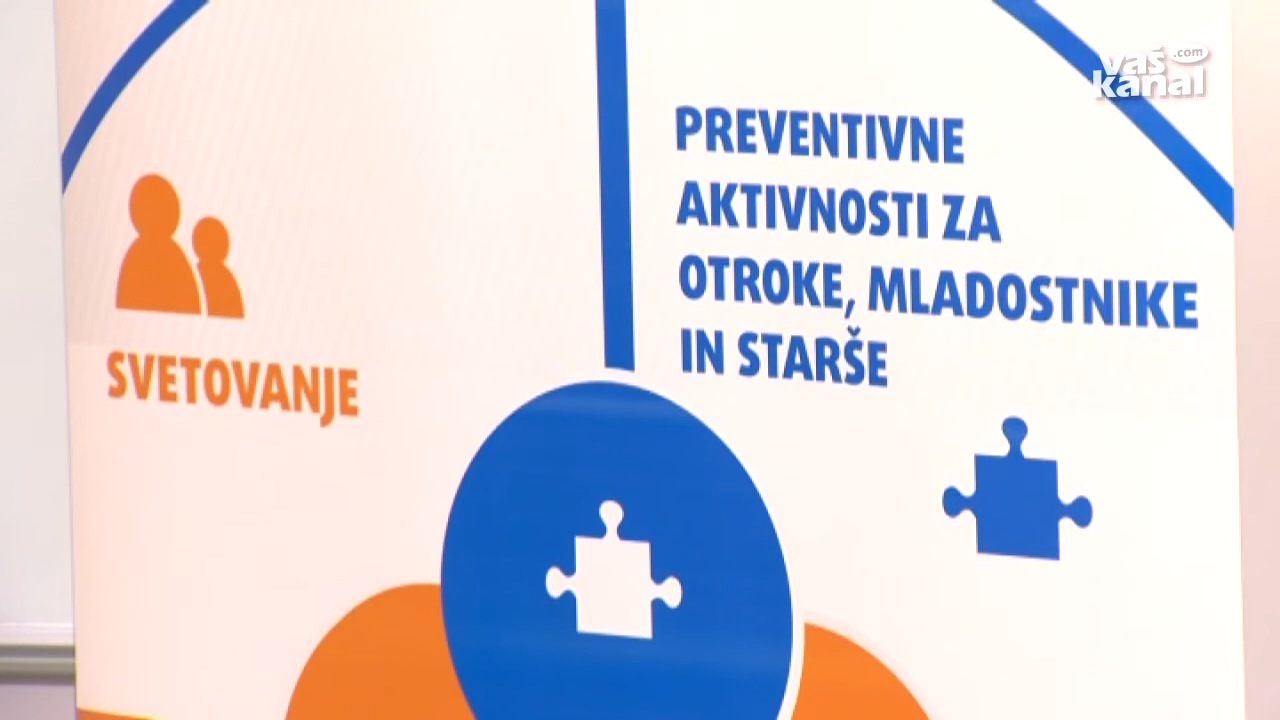 vaš
.com
kanal
PREVENTIVNE
AKTIVNOSTI ZA
OTROKE, MLADOSTNIKE
IN STARŠE
SVETOVANJE